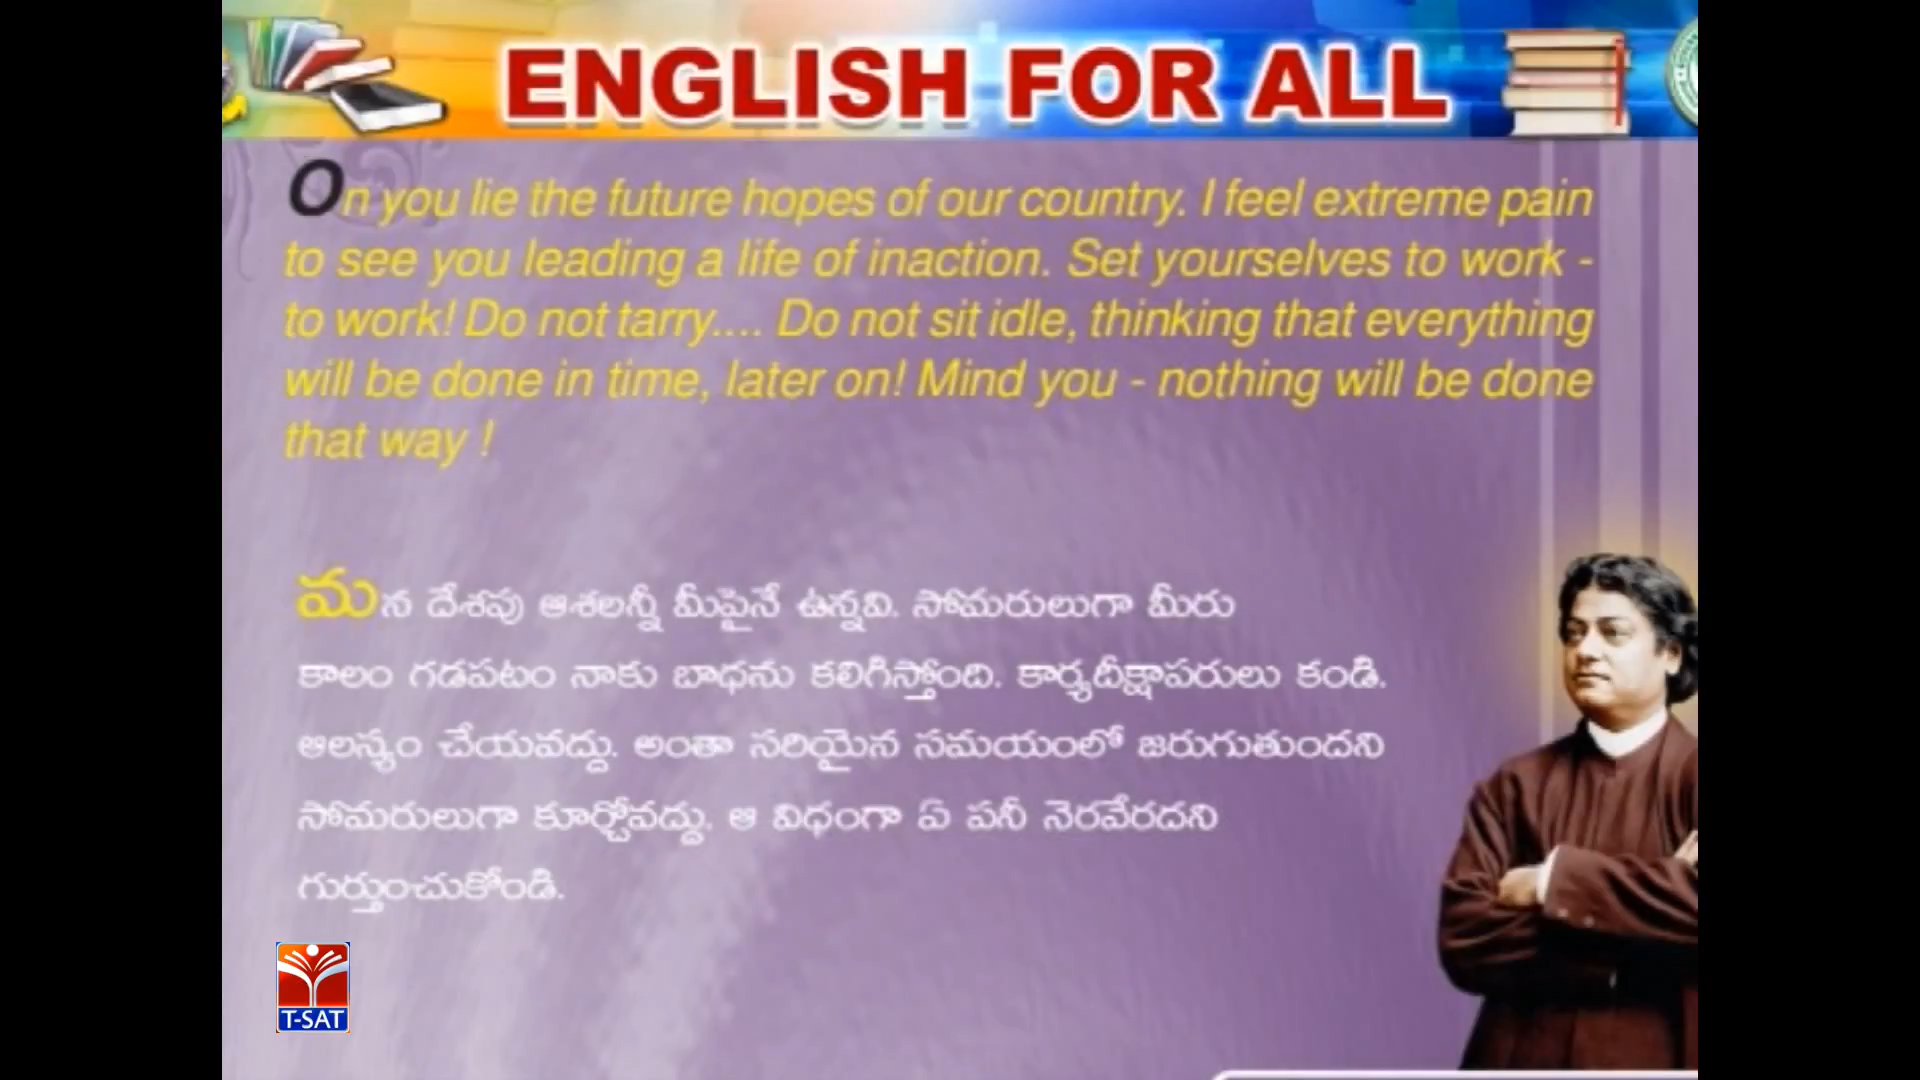 ENGLISH FOR ALL
On you lie the future hopes of our country. I feel extreme pain
to see you leading a life of inaction. Set yourselves to work -
to work! Do not tarry.... Do not sit idle, thinking that everything
will be done in time, later on! Mind you - nothing will be done
that way !
మన దేశపు ఆశలన్నీ మీపైనే ఉన్నవి. సోమరులుగా మీరు
కాలం గడపటం నాకు బాధను కలిగిస్తోంది. కార్యదీక్షాపరులు కండి.
ఆలస్యం చేయవద్దు. అంతా సరియైన సమయంలో జరుగుతుందని
సోమరులుగా కూర్చోవద్దు. ఆ విధంగా ఏ పనీ నెరవేరదని
గుర్తుంచుకోండి.
T-SAT